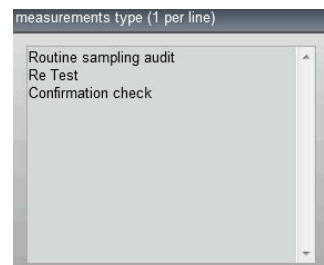 measurements type (1 per line)
Routine sampling audit
Re Test
Confirmation check